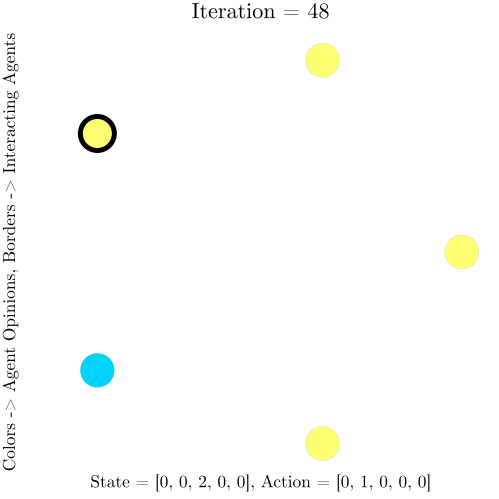 Iteration = 48
Colors -> Agent Opinions, Borders -> Interacting Agents
State = [0, 0, 2, 0, 0], Action = [0, 1, 0, 0, 0]